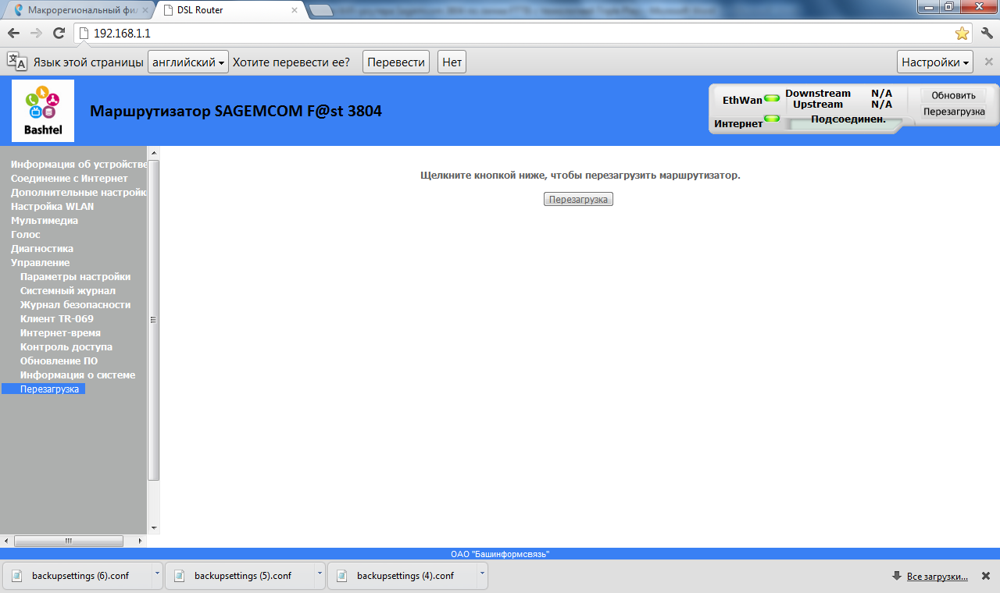 Макрорегиональный фил
DSL Router
192.168.1.1
Язык этой страницы английский Хотите перевести ее? Перевести Нет Настройки
Bashtel
Маршрутизатор SAGEMCOM F@st 3804
EthWan Downstream N/A
Upstream N/A
Интернет Подсоединен.
Обновить
Перезагрузка
Информация об устройстве
Соединение с Интернет
Дополнительные настройк
Настройка WLAN
Мультимедиа
Голос
Диагностика
Управление
Параметры настройки
Системный журнал
Журнал безопасности
Клиент TR-069
Интернет-время
Контроль доступа
Обновление ПО
Информация о системе
Перезагрузка
Щелкните кнопкой ниже, чтобы перезагрузить маршрутизатор.
Перезагрузка
ОАО "Башинформсвязь"
backupsettings (6).conf
backupsettings (5).conf
backupsettings (4).conf
Все загрузки...